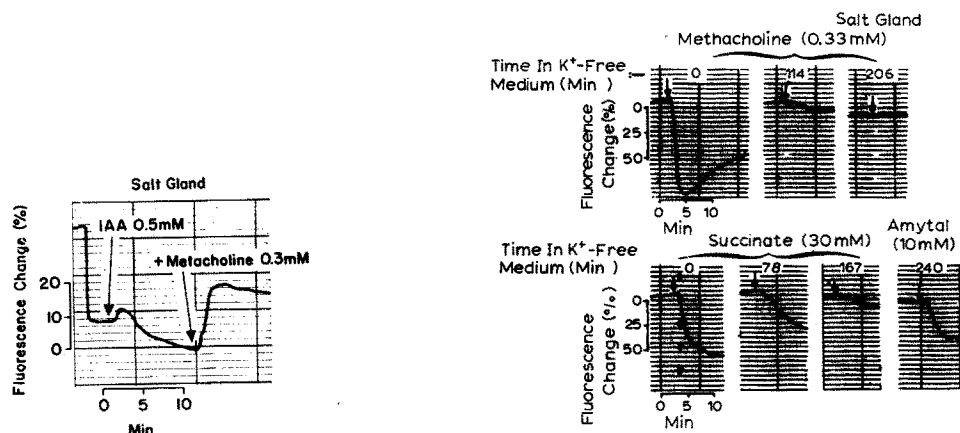 Salt Gland
IAA 0.5mM
+Metacholine 0.3mM
Fluorescence Change (%)
20
10
0
0 5 10
Min
Salt Gland
Methacholine (0.33mM)
Time In K+-Free
Medium (Min )
0 114 206
Fluorescence
Change (%)
0
25
50
0 5 10
Min
Amytal
(10mM)
Succinate (30mM)
Time In K+-Free
Medium (Min )
0 78 167 240
Fluorescence
Change (%)
0
25
50
0 5 10
Min